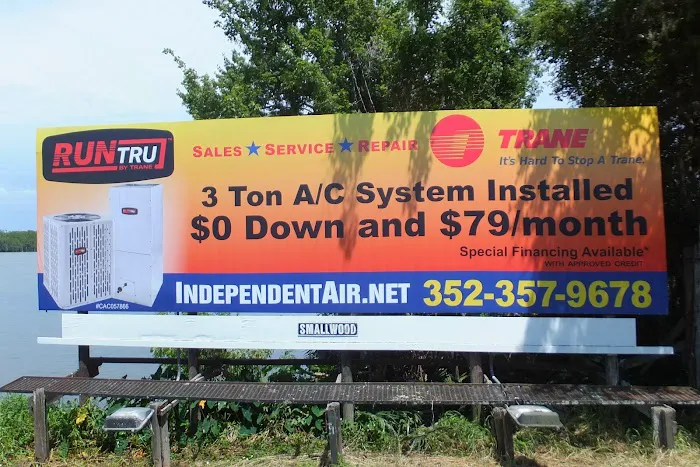 RUNTRU
BY TRANE
SALES ★ SERVICE ★ REPAIR
TRANE
It's Hard To Stop A Trane.
3 Ton A/C System Installed
$0 Down and $79/month
Special Financing Available*
WITH APPROVED CREDIT
#CAC057866
INDEPENDENTAIR.NET 352-357-9678
SMALLWOOD